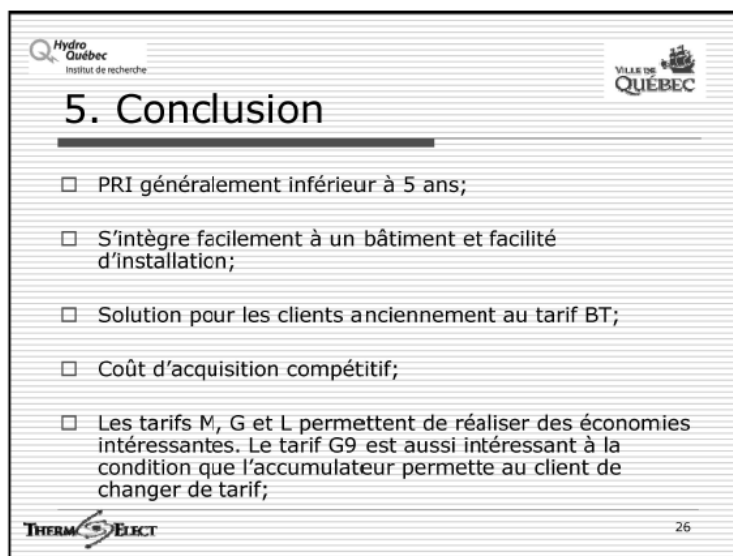 Hydro
Québec
Institut de recherche
VILLE DE
QUÉBEC
5. Conclusion
PRI généralement inférieur à 5 ans;
S'intègre facilement à un bâtiment et facilité
d'installation;
Solution pour les clients anciennement au tarif BT;
Coût d'acquisition compétitif;
Les tarifs M, G et L permettent de réaliser des économies
intéressantes. Le tarif G9 est aussi intéressant à la
condition que l'accumulateur permette au client de
changer de tarif;
THERM ELECT
26